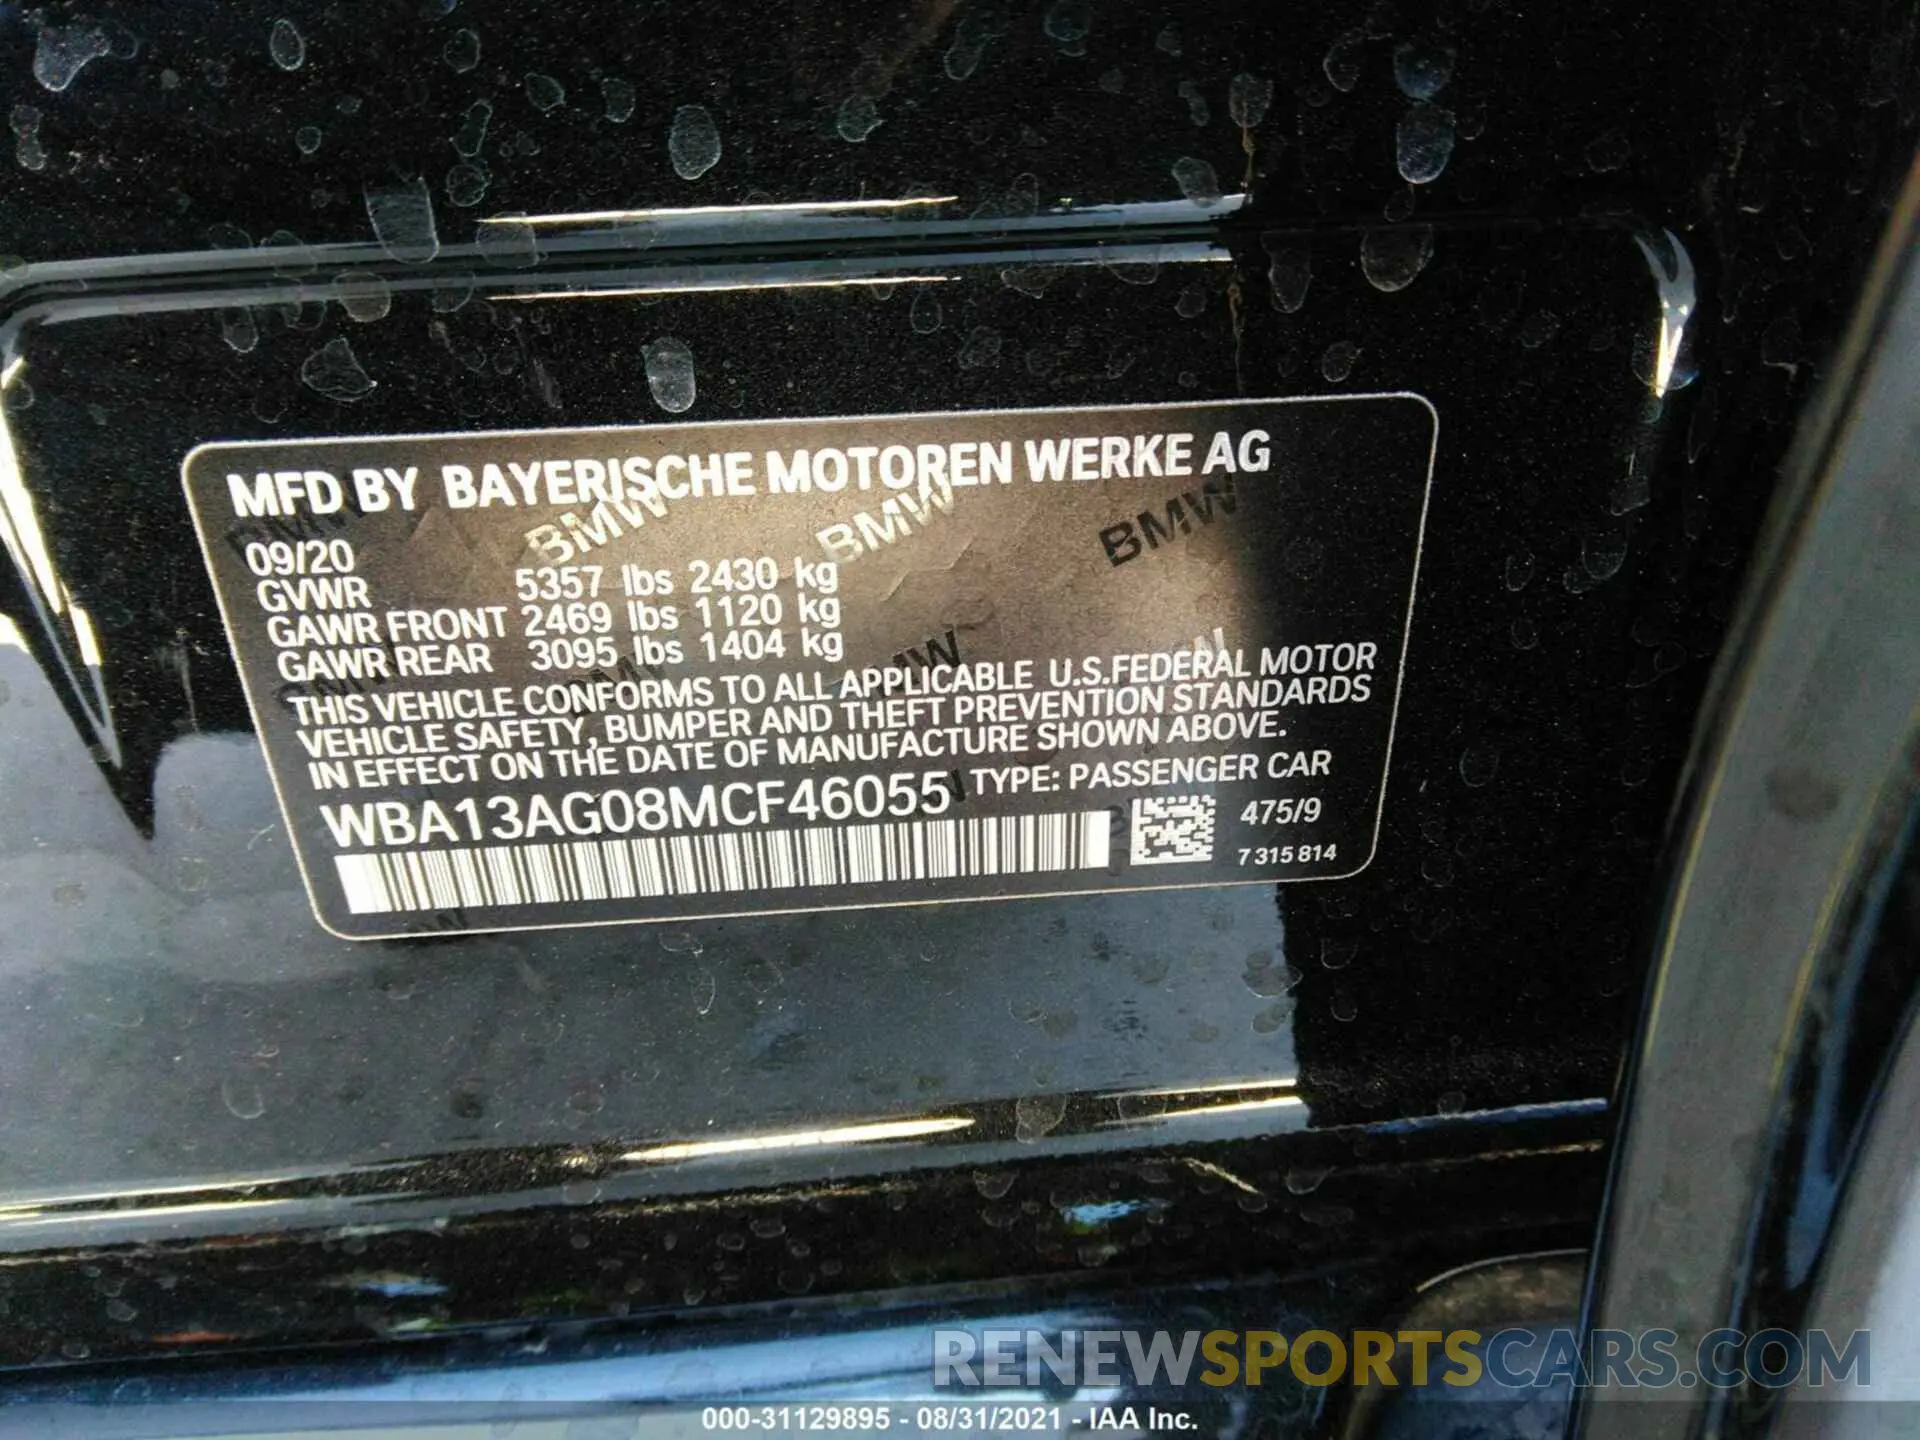 MFD BY BAYERISCHE MOTOREN WERKE AG
BMW BMW BMW BMW
09/20
GVWR 5357 lbs 2430 kg
GAWR FRONT 2469 lbs 1120 kg
GAWR REAR 3095 lbs 1404 kg
THIS VEHICLE CONFORMS TO ALL APPLICABLE U.S.FEDERAL MOTOR
VEHICLE SAFETY, BUMPER AND THEFT PREVENTION STANDARDS
IN EFFECT ON THE DATE OF MANUFACTURE SHOWN ABOVE.
WBA13AG08MCF46055 TYPE: PASSENGER CAR
475/9
7 315 814
RENEWSPORTSCARS.COM
000-31129895 - 08/31/2021 - IAA Inc.